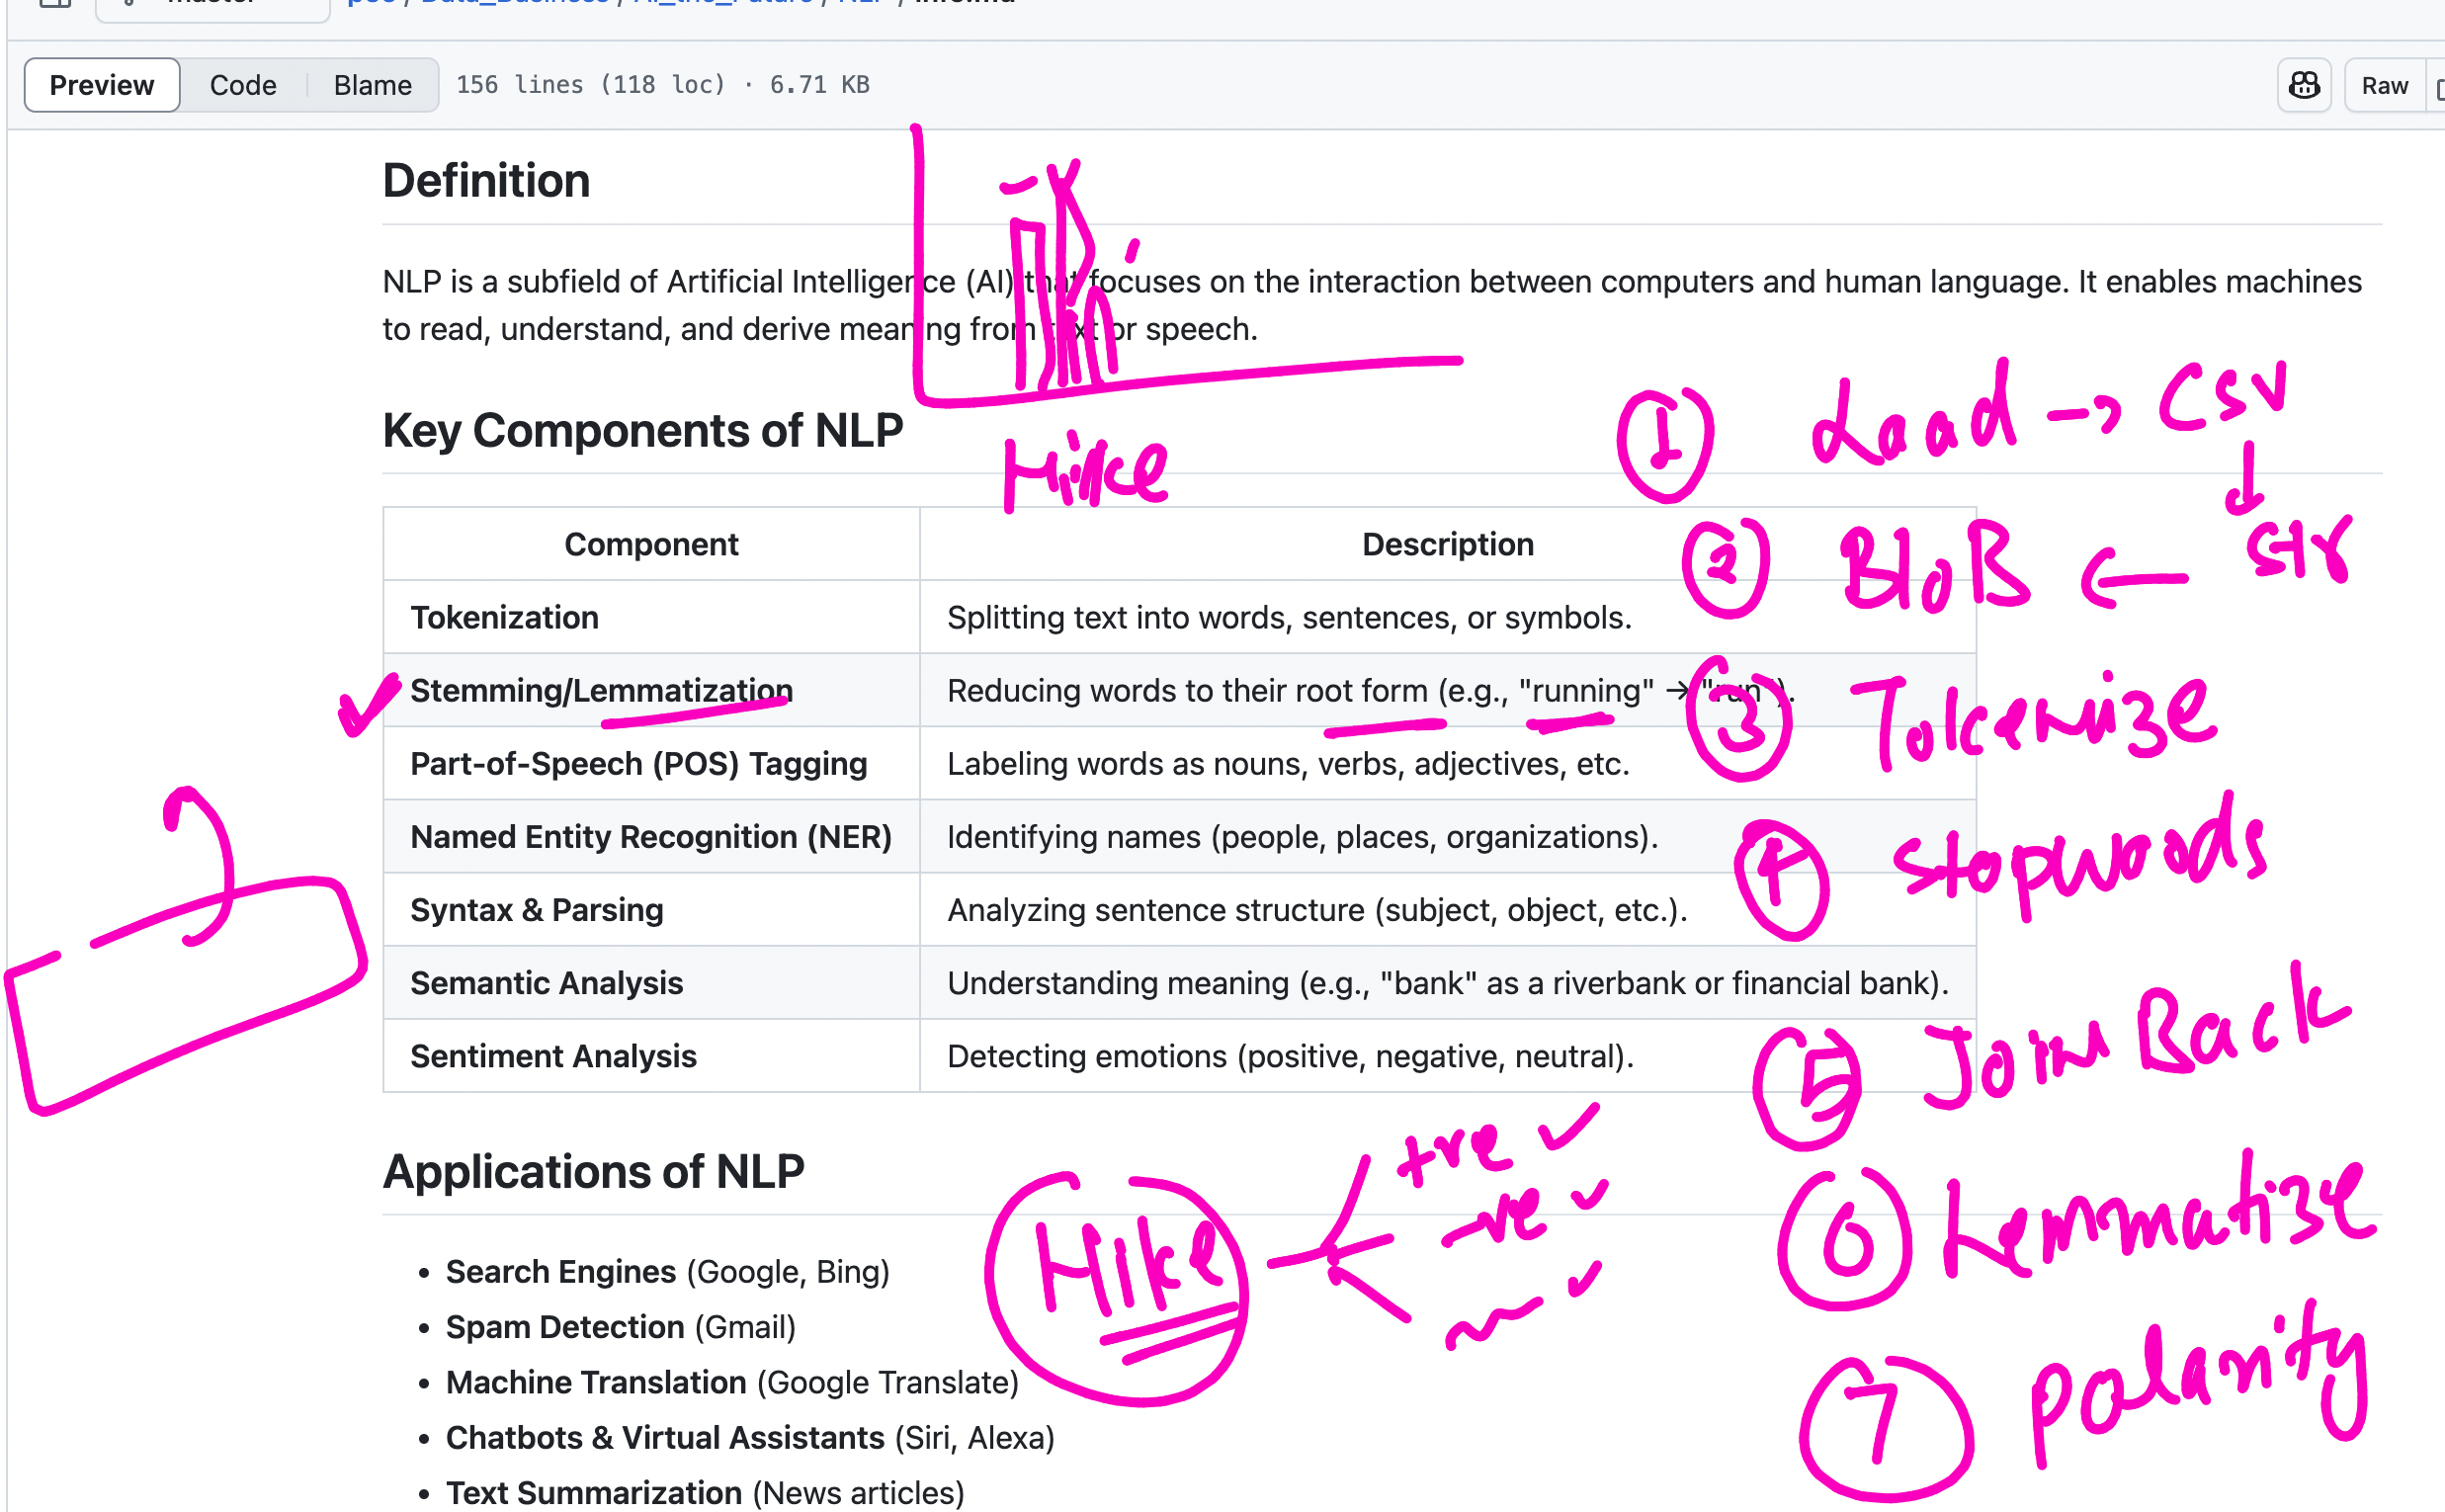 Preview Code Blame 156 lines (118 loc) · 6.71 KB Raw
Definition
NLP is a subfield of Artificial Intelligence (AI) that focuses on the interaction between computers and human language. It enables machines
to read, understand, and derive meaning from text or speech.
Key Components of NLP
Hike
1 Load → CSV
↓
2 BloB ← str
Component Description
Tokenization Splitting text into words, sentences, or symbols.
Stemming/Lemmatization Reducing words to their root form (e.g., "running" → "run").
3 Tokenize
Part-of-Speech (POS) Tagging Labeling words as nouns, verbs, adjectives, etc.
Named Entity Recognition (NER) Identifying names (people, places, organizations).
4 stopwods
Syntax & Parsing Analyzing sentence structure (subject, object, etc.).
Semantic Analysis Understanding meaning (e.g., "bank" as a riverbank or financial bank).
Sentiment Analysis Detecting emotions (positive, negative, neutral).
5 Join Back
Applications of NLP
+ve ✓
-ve ✓
6 Lemmatize
Hike
7 polarity
• Search Engines (Google, Bing)
• Spam Detection (Gmail)
• Machine Translation (Google Translate)
• Chatbots & Virtual Assistants (Siri, Alexa)
• Text Summarization (News articles)